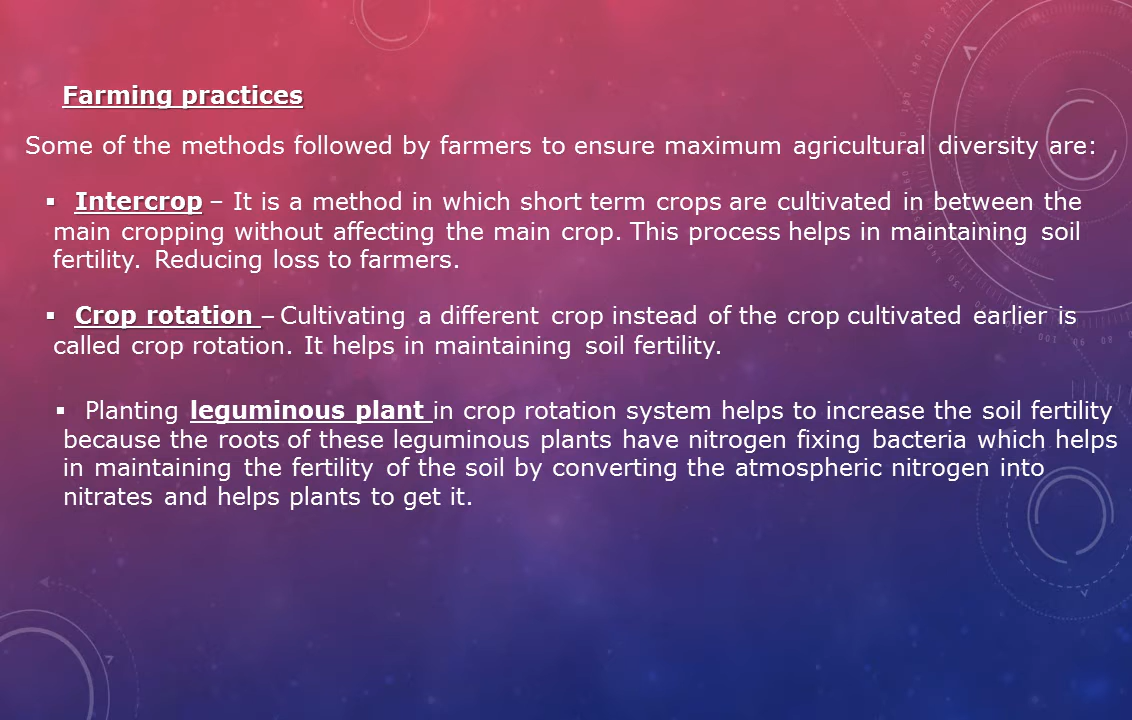 Farming practices
Some of the methods followed by farmers to ensure maximum agricultural diversity are:
▪ Intercrop – It is a method in which short term crops are cultivated in between the
main cropping without affecting the main crop. This process helps in maintaining soil
fertility. Reducing loss to farmers.
▪ Crop rotation – Cultivating a different crop instead of the crop cultivated earlier is
called crop rotation. It helps in maintaining soil fertility.
▪ Planting leguminous plant in crop rotation system helps to increase the soil fertility
because the roots of these leguminous plants have nitrogen fixing bacteria which helps
in maintaining the fertility of the soil by converting the atmospheric nitrogen into
nitrates and helps plants to get it.